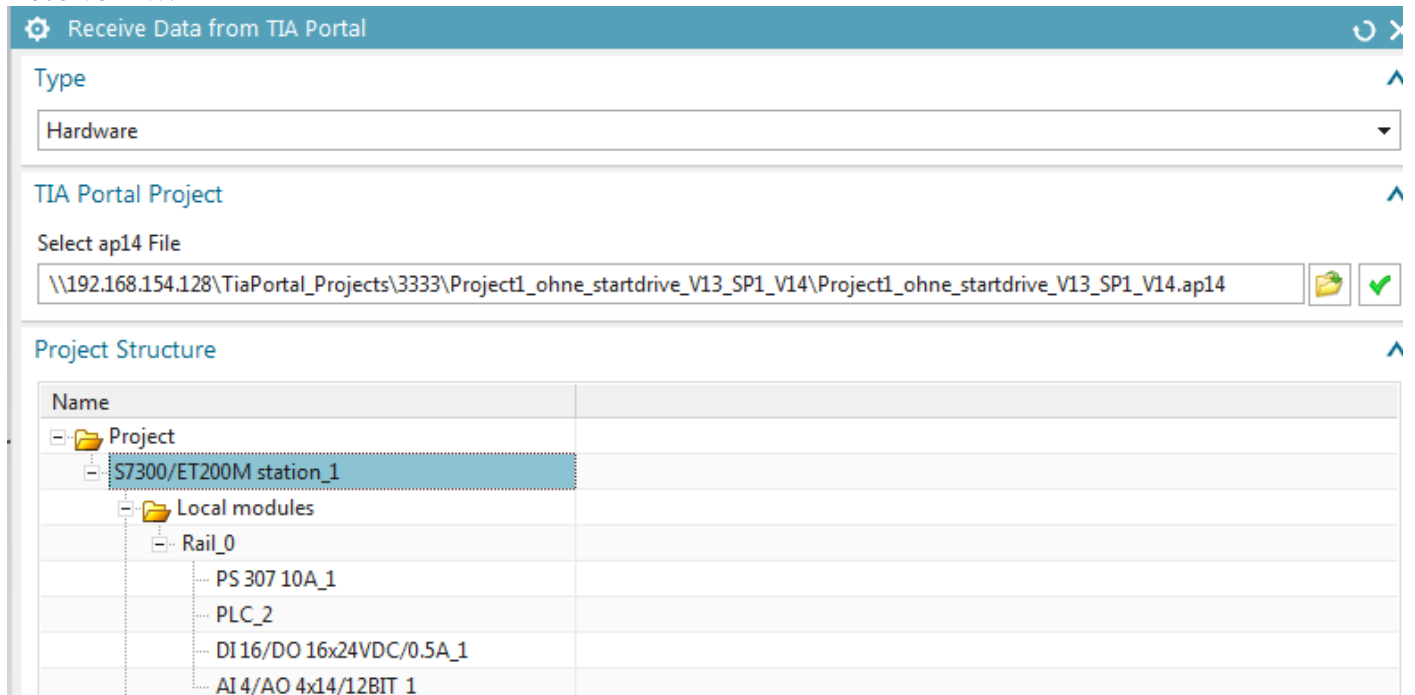 Receive Data from TIA Portal
Type
Hardware
TIA Portal Project
Select ap14 File
\\192.168.154.128\TiaPortal_Projects\3333\Project1_ohne_startdrive_V13_SP1_V14\Project1_ohne_startdrive_V13_SP1_V14.ap14
Project Structure
Name
Project
S7300/ET200M station_1
Local modules
Rail_0
PS 307 10A_1
PLC_2
DI 16/DO 16x24VDC/0.5A_1
AI 4/AO 4x14/12BIT_1